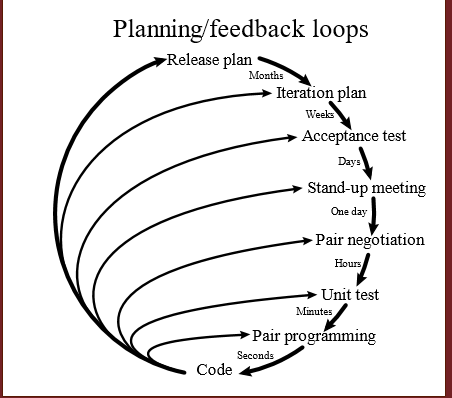 Planning/feedback loops
Release plan
Months
Iteration plan
Weeks
Acceptance test
Days
Stand-up meeting
One day
Pair negotiation
Hours
Unit test
Minutes
Pair programming
Seconds
Code